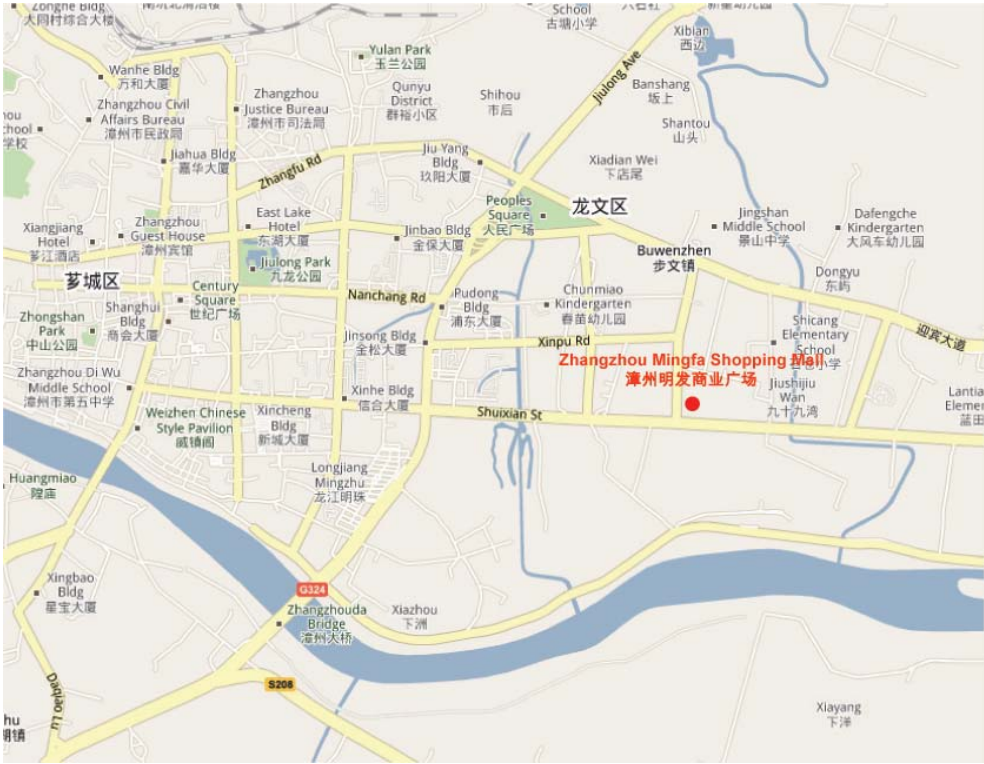 Zonghe Bldg
大同村综合大楼
School
古塘小学
Xibian
西边
Yulan Park
玉兰公园
Wanhe Bldg
万和大厦
Jiulong Ave
Banshang
坂上
Qunyu
District
群裕小区
Shihou
市后
Zhangzhou Civil
Affairs Bureau
漳州市民政局
Zhangzhou
Justice Bureau
漳州市司法局
学校
Shantou
山头
Jiahua Bldg
嘉华大厦
Zhangfu Rd
Jiu Yang
Bldg
玖阳大厦
Xiadian Wei
下店尾
Peoples
Square
人民广场
龙文区
Xiangjiang
Hotel
芗江酒店
Zhangzhou
Guest House
漳州宾馆
East Lake
Hotel
东湖大厦
Jinbao Bldg
金保大厦
Jingshan
Middle School
景山中学
Dafengche
Kindergarten
大风车幼儿园
Buwenzhen
步文镇
Jiulong Park
九龙公园
芗城区
Dongyu
东屿
Century
Square
世纪广场
Nanchang Rd
Pudong
Bldg
浦东大厦
Chunmiao
Kindergarten
春苗幼儿园
Shanghui
Bldg
商会大厦
Zhongshan
Park
中山公园
Jinsong Bldg
金松大厦
Xinpu Rd
Shicang
Elementary
School
迎宾大道
Zhangzhou Mingfa Shopping Mall
漳州明发商业广场
Zhangzhou Di Wu
Middle School
漳州市第五中学
Xinhe Bldg
信合大厦
Jiushijiu
Wan
九十九湾
Weizhen Chinese
Style Pavilion
威镇阁
Xincheng
Bldg
新城大厦
Shuixian St
Longjiang
Mingzhu
龙江明珠
Huangmiao
隍庙
Xingbao
Bldg
星宝大厦
G324
Zhangzhouda
Bridge
漳州大桥
Xiazhou
下洲
S208
Daqiao Lu
Xiayang
下洋